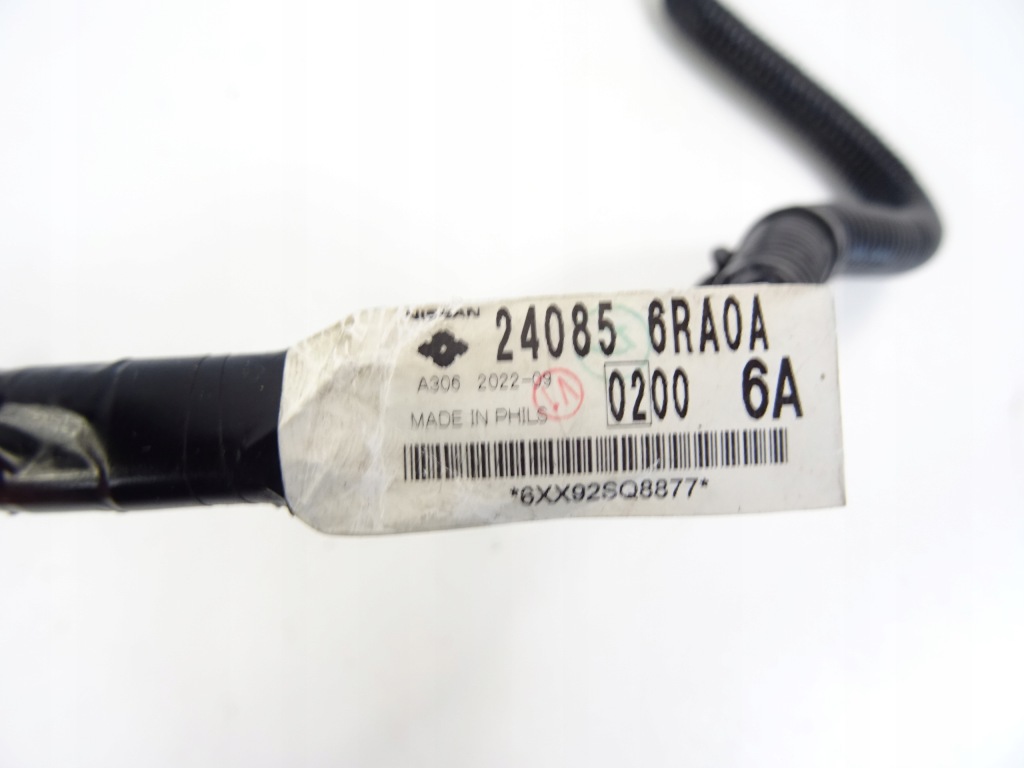 NISSAN
24085 6RA0A
A306 2022-09
0200 6A
MADE IN PHILS
*6XX92SQ8877*